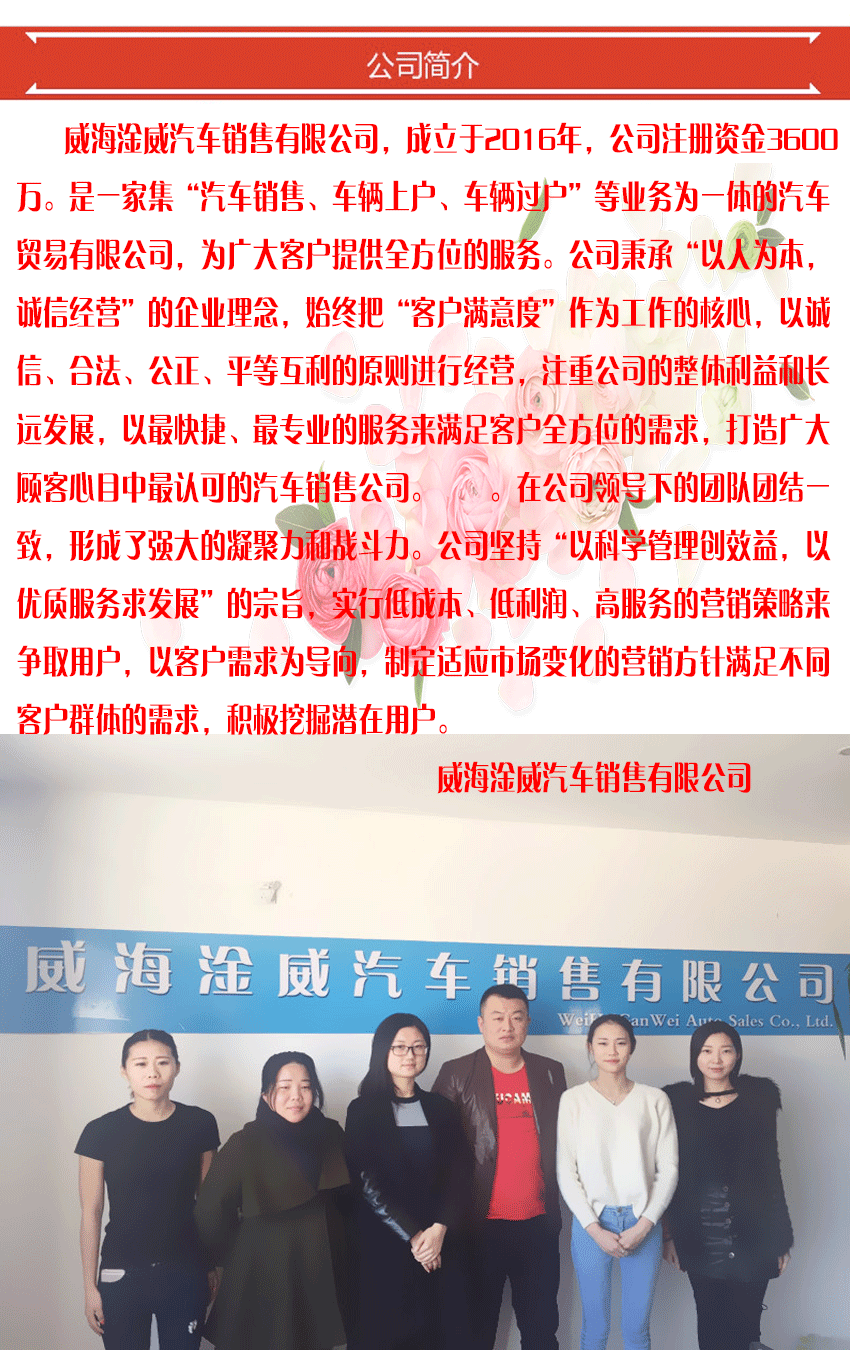 公司简介
威海淦威汽车销售有限公司，成立于2016年，公司注册资金3600
万。是一家集“汽车销售、车辆上户、车辆过户”等业务为一体的汽车
贸易有限公司，为广大客户提供全方位的服务。公司秉承“以人为本，
诚信经营”的企业理念，始终把“客户满意度”作为工作的核心，以诚
信、合法、公正、平等互利的原则进行经营，注重公司的整体利益和长
远发展，以最快捷、最专业的服务来满足客户全方位的需求，打造广大
顾客心目中最认可的汽车销售公司。　　。在公司领导下的团队团结一
致，形成了强大的凝聚力和战斗力。公司坚持“以科学管理创效益，以
优质服务求发展”的宗旨，实行低成本、低利润、高服务的营销策略来
争取用户，以客户需求为导向，制定适应市场变化的营销方针满足不同
客户群体的需求，积极挖掘潜在用户。
威海淦威汽车销售有限公司
威海淦威汽车销售有限公司
GanWei Auto Sales Co., Ltd.